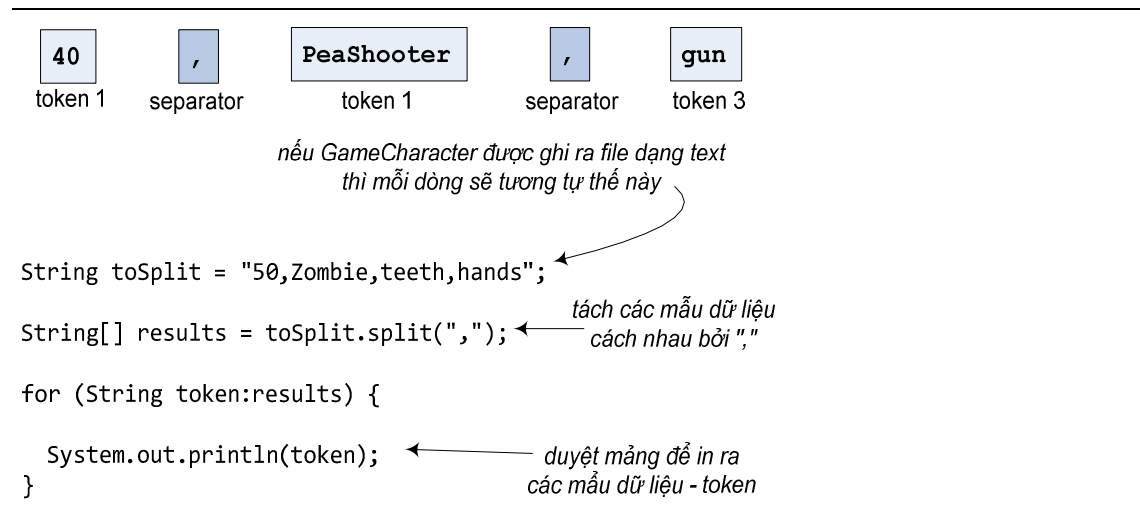 40 , PeaShooter , gun
token 1 separator token 1 separator token 3
nếu GameCharacter được ghi ra file dạng text
thì mỗi dòng sẽ tương tự thế này
String toSplit = "50,Zombie,teeth,hands";
tách các mẫu dữ liệu
String[] results = toSplit.split(",");
cách nhau bởi ","
for (String token:results) {
System.out.println(token);
duyệt mảng để in ra
}
các mẩu dữ liệu - token